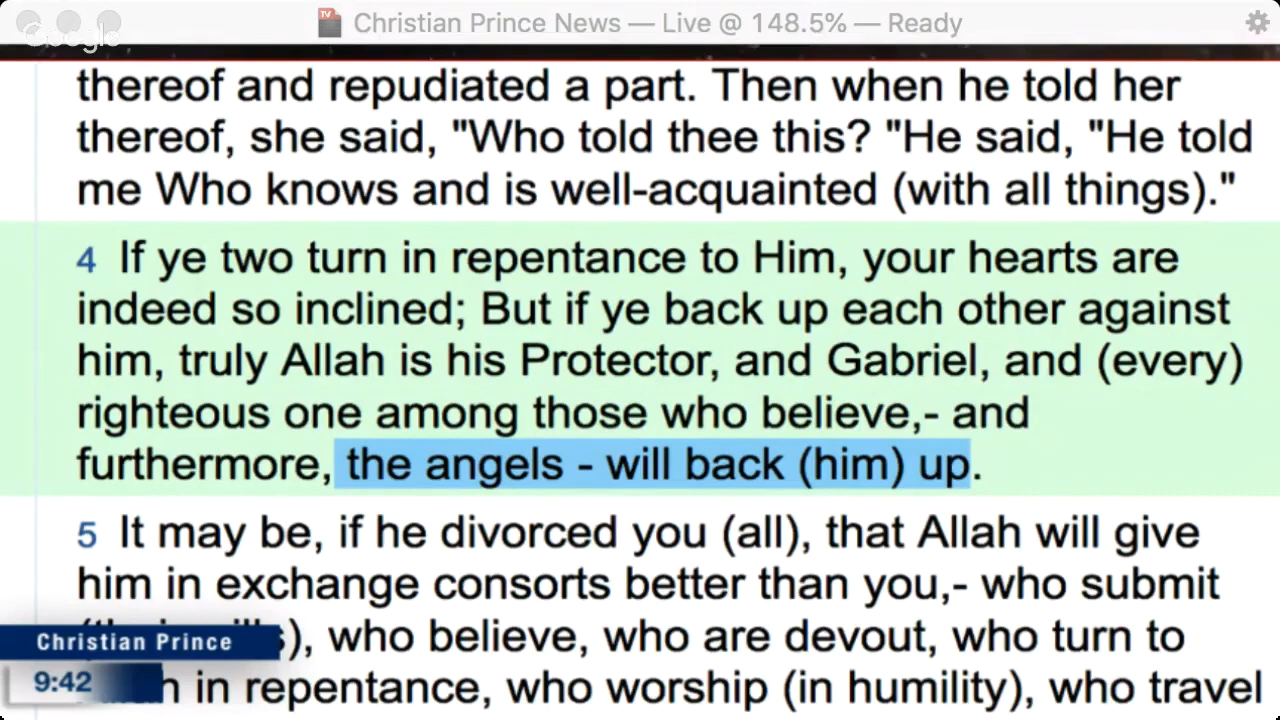 Christian Prince News — Live @ 148.5% — Ready
Google
thereof and repudiated a part. Then when he told her
thereof, she said, "Who told thee this? "He said, "He told
me Who knows and is well-acquainted (with all things)."
4 If ye two turn in repentance to Him, your hearts are
indeed so inclined; But if ye back up each other against
him, truly Allah is his Protector, and Gabriel, and (every)
righteous one among those who believe,- and
furthermore, the angels - will back (him) up.
5 It may be, if he divorced you (all), that Allah will give
him in exchange consorts better than you,- who submit
), who believe, who are devout, who turn to
in repentance, who worship (in humility), who travel
Christian Prince
9:42